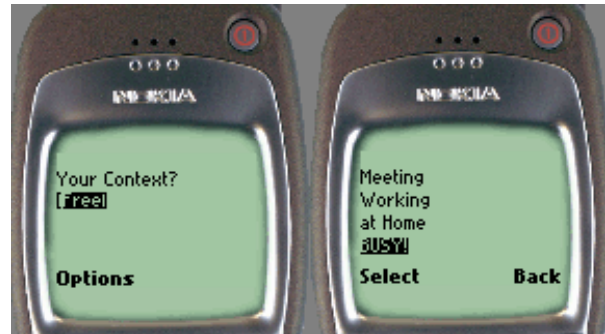 NOKIA
Your Context?
[Free]
Options
NOKIA
Meeting
Working
at Home
BUSY!
Select Back